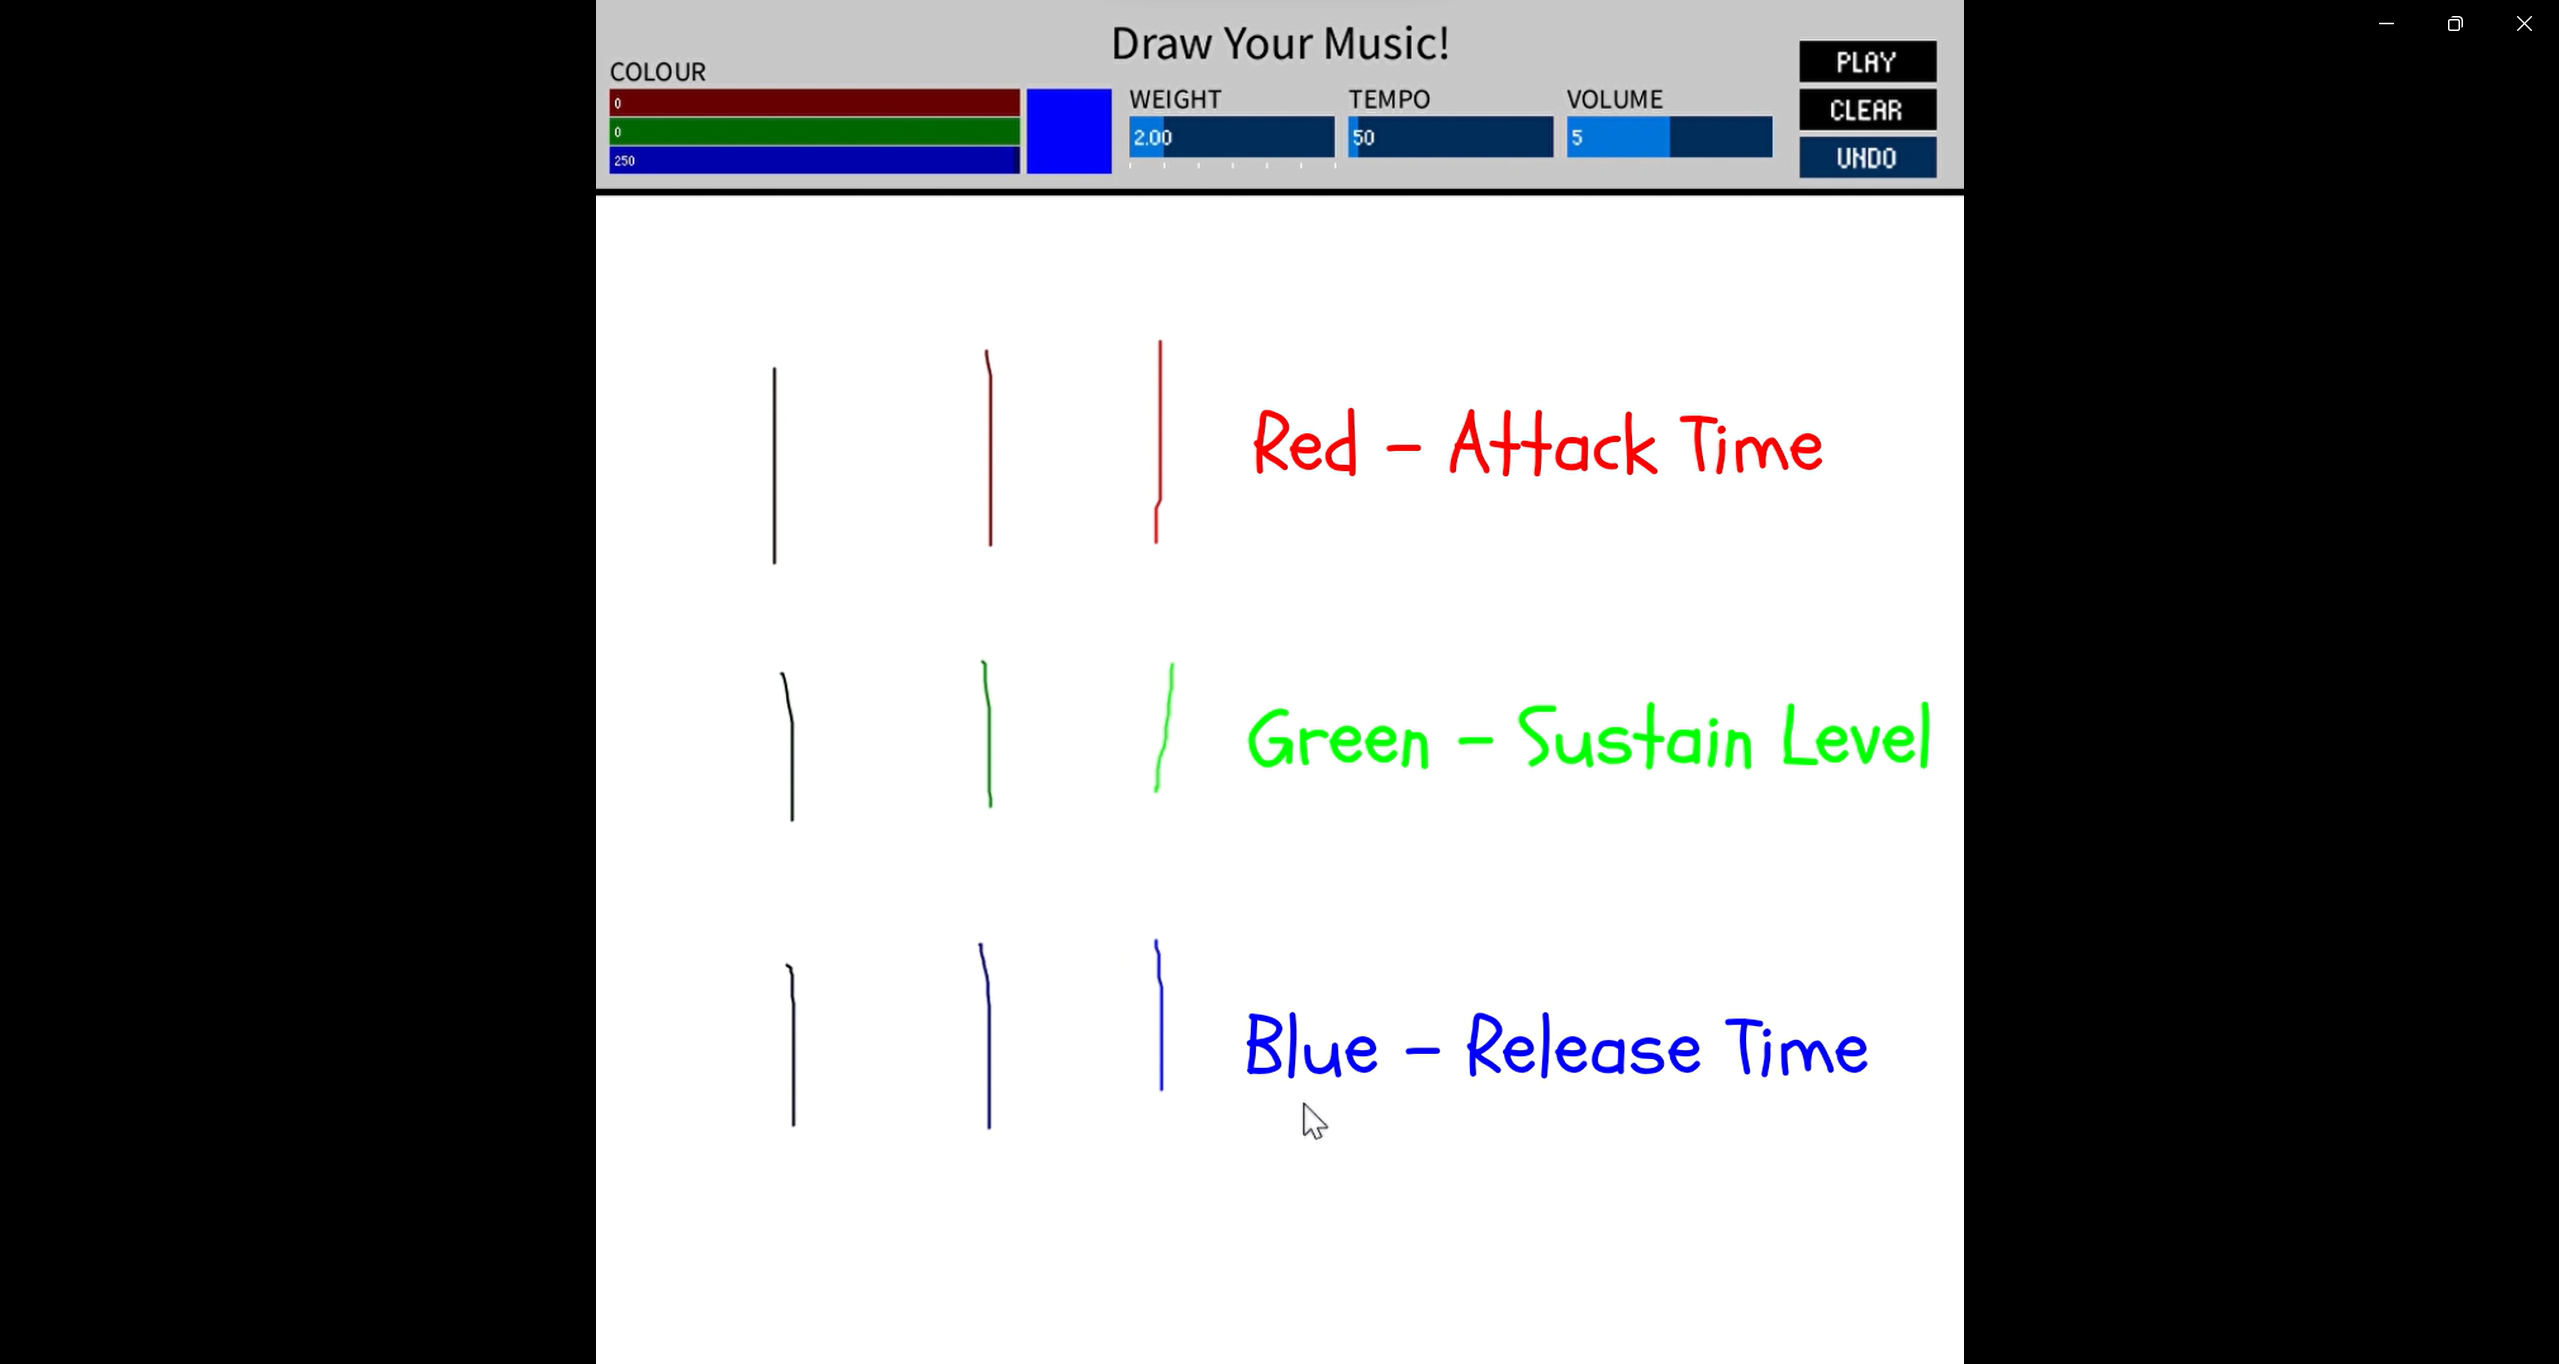 Draw Your Music!
COLOUR
0
0
250
WEIGHT
2.00
TEMPO
50
VOLUME
5
PLAY
CLEAR
UNDO
Red - Attack Time
Green - Sustain Level
Blue - Release Time